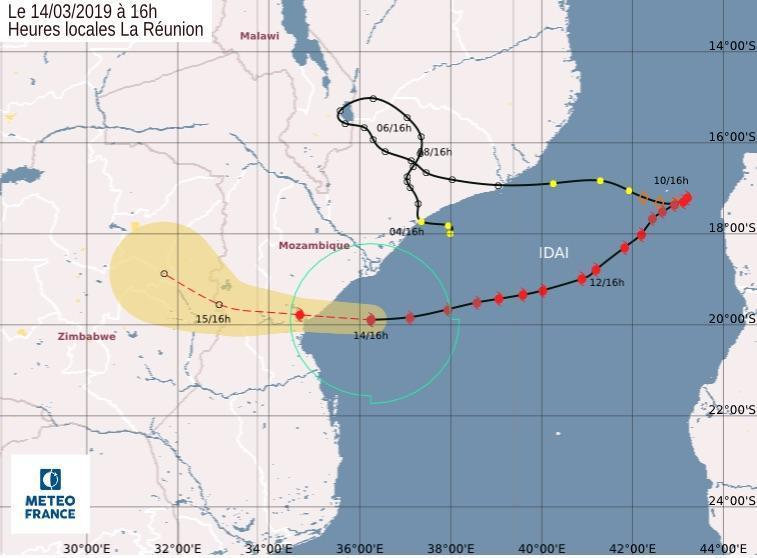 Le 14/03/2019 à 16h
Heures locales La Réunion
Malawi
14°00'S
06/16h
16°00'S
08/16h
10/16h
04/16h
18°00'S
Mozambique
IDAI
12/16h
15/16h
20°00'S
Zimbabwe
14/16h
22°00'S
METEO
FRANCE
24°00'S
30°00'E
32°00'E
34°00'E
36°00'E
38°00'E
40°00'E
42°00'E
44°00'E